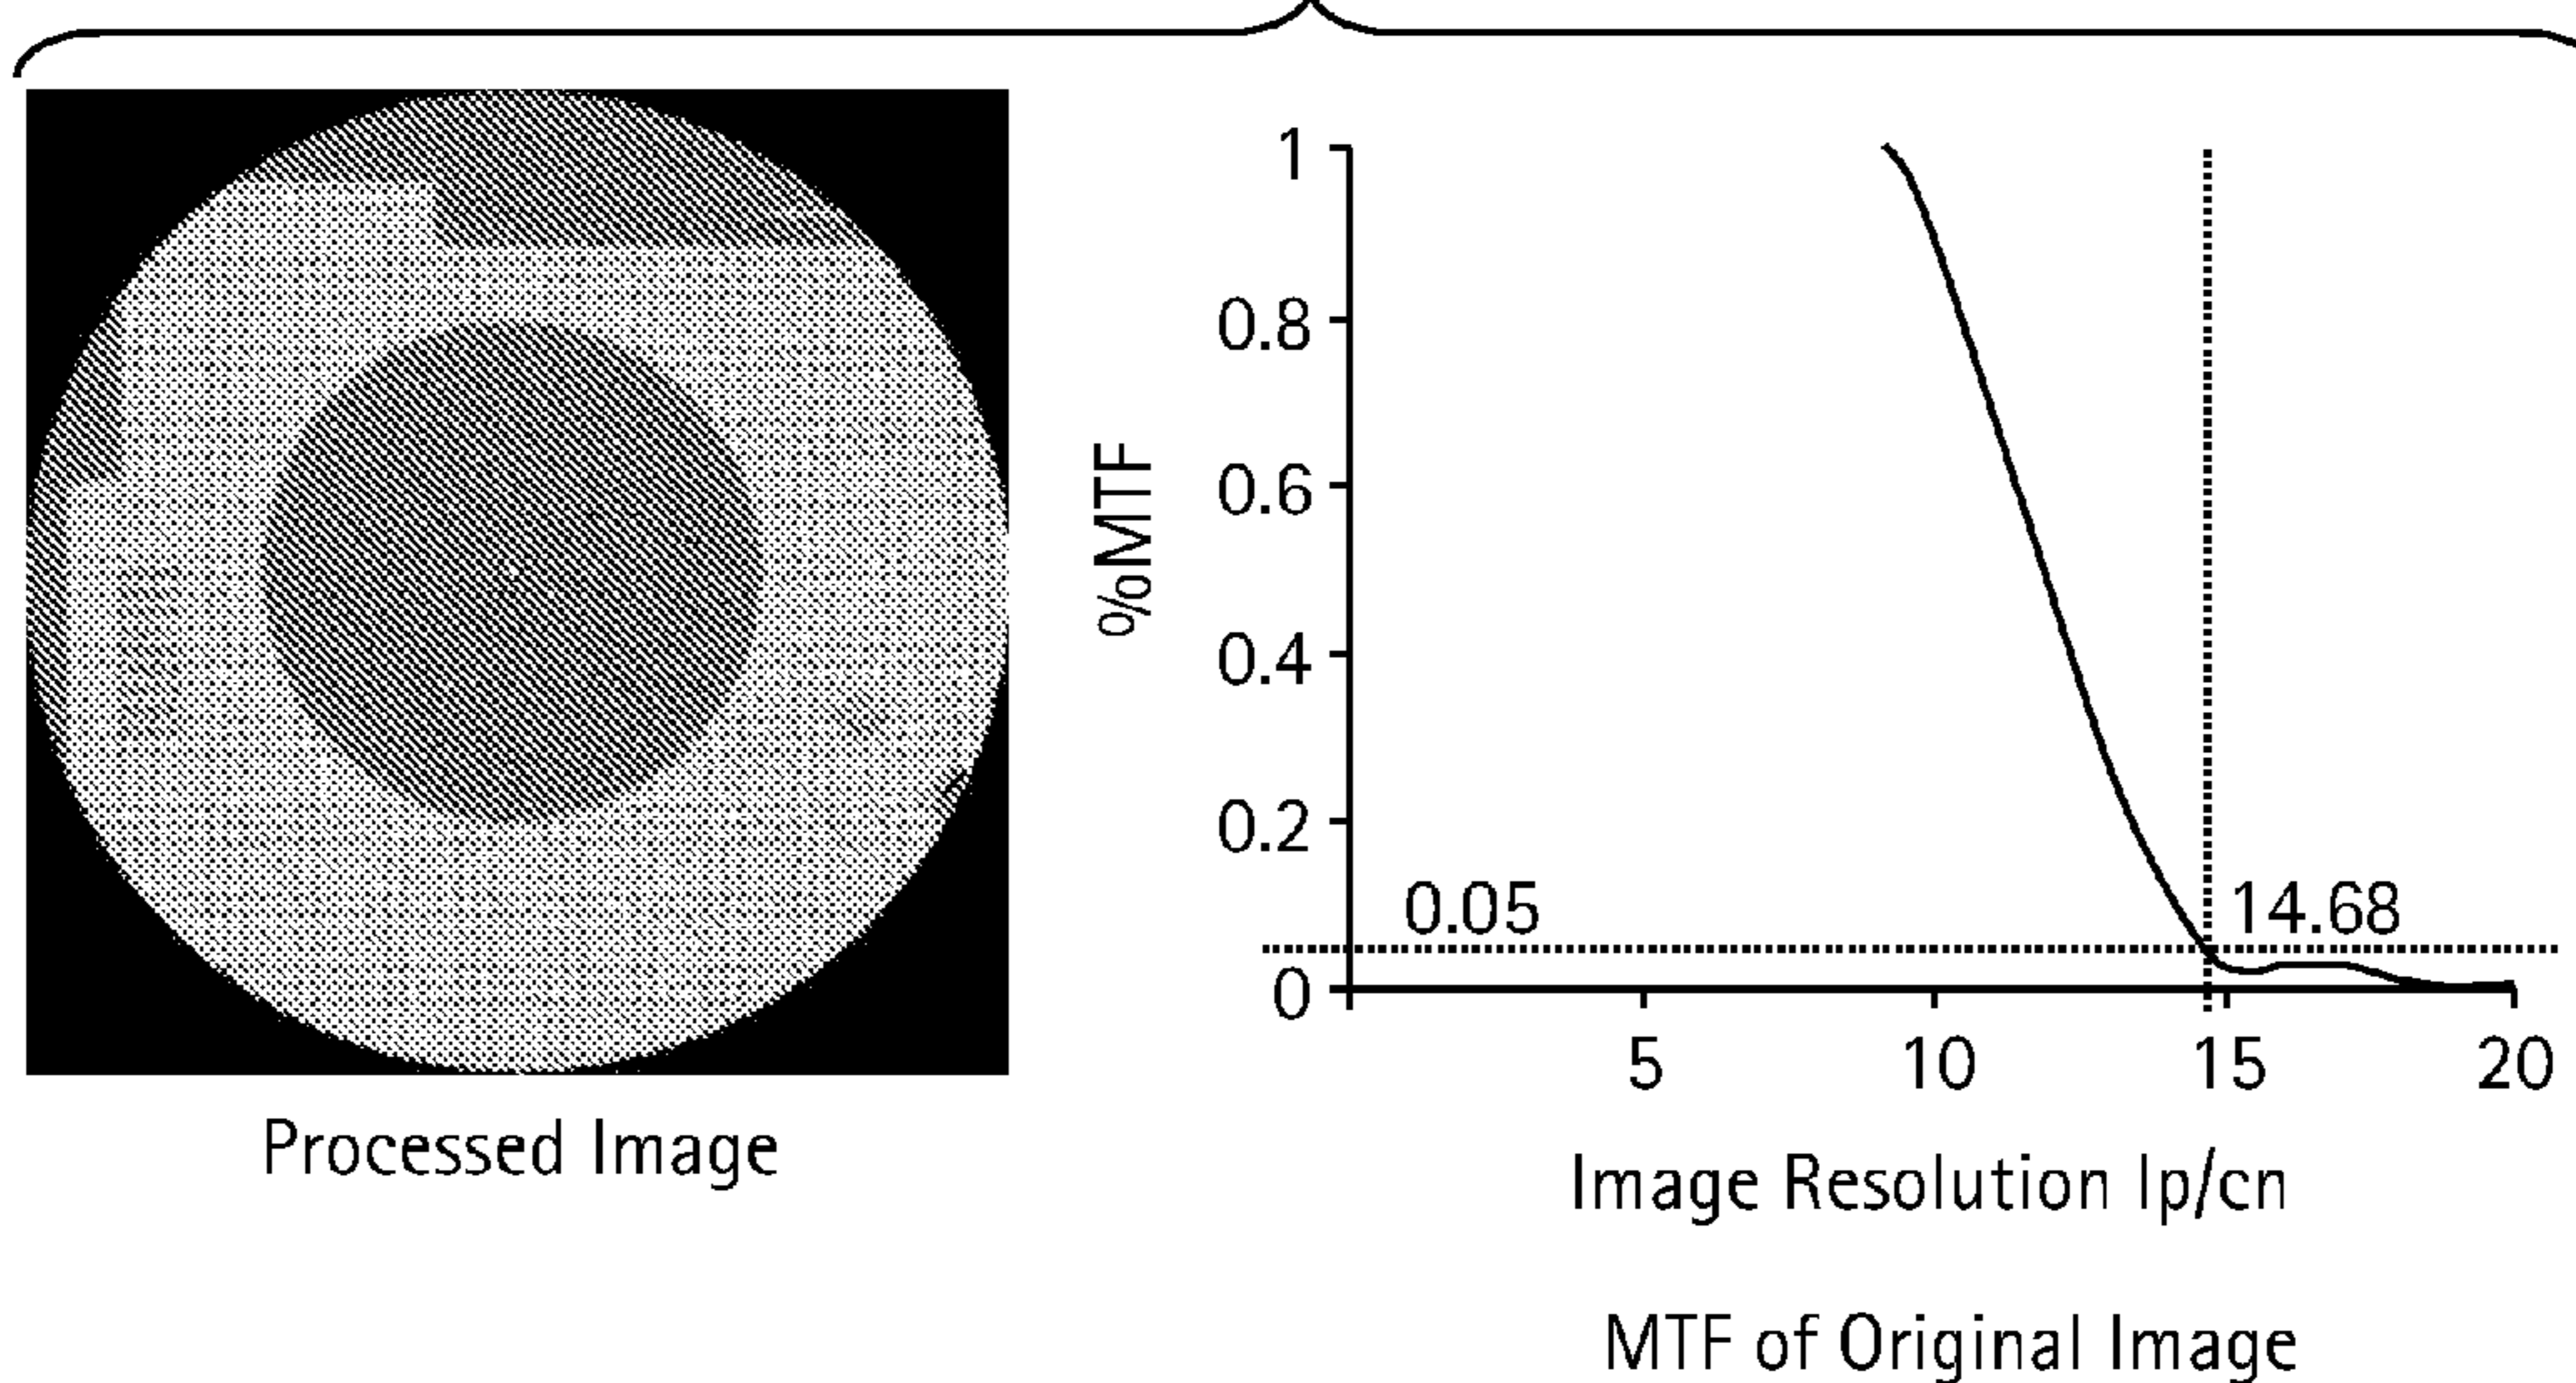 1
0.8
0.6
0.4
0.2
0
%MTF
0.05
14.68
5 10 15 20
Processed Image
Image Resolution lp/cn
MTF of Original Image